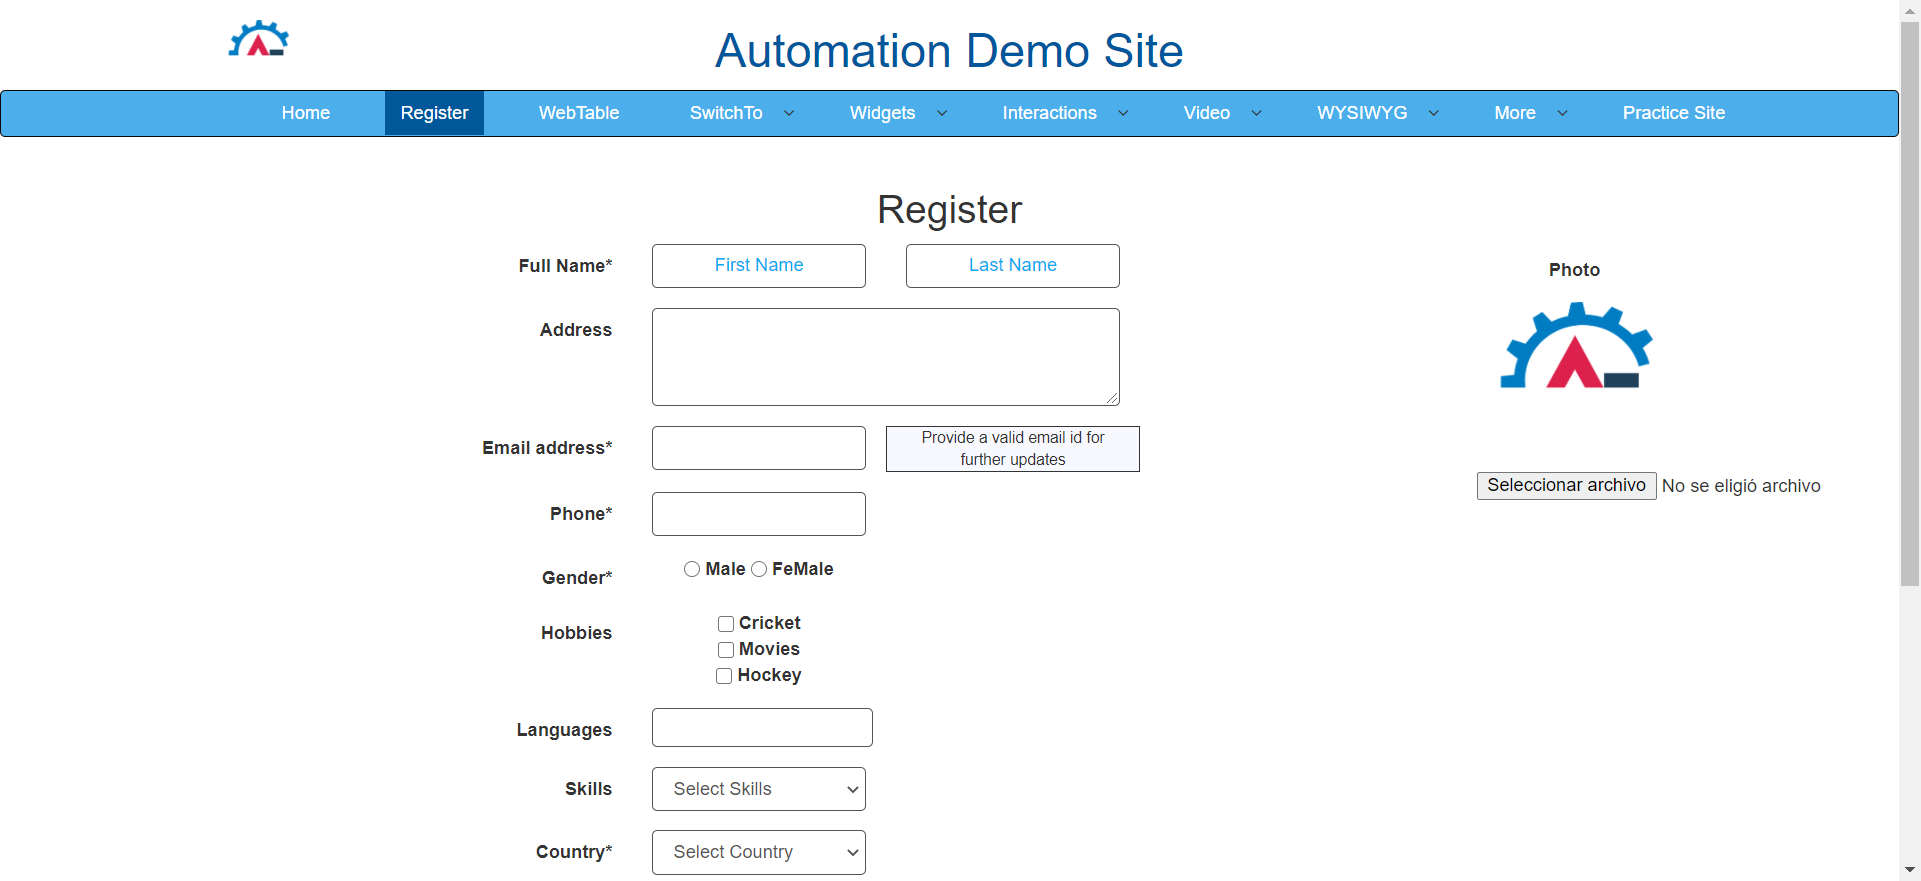 Automation Demo Site
Home Register WebTable SwitchTo Widgets Interactions Video WYSIWYG More Practice Site
Register
Full Name* First Name Last Name
Photo
Address
Email address* Provide a valid email id for
further updates
Seleccionar archivo No se eligió archivo
Phone*
Gender* Male FeMale
Hobbies Cricket
Movies
Hockey
Languages
Skills Select Skills
Country* Select Country